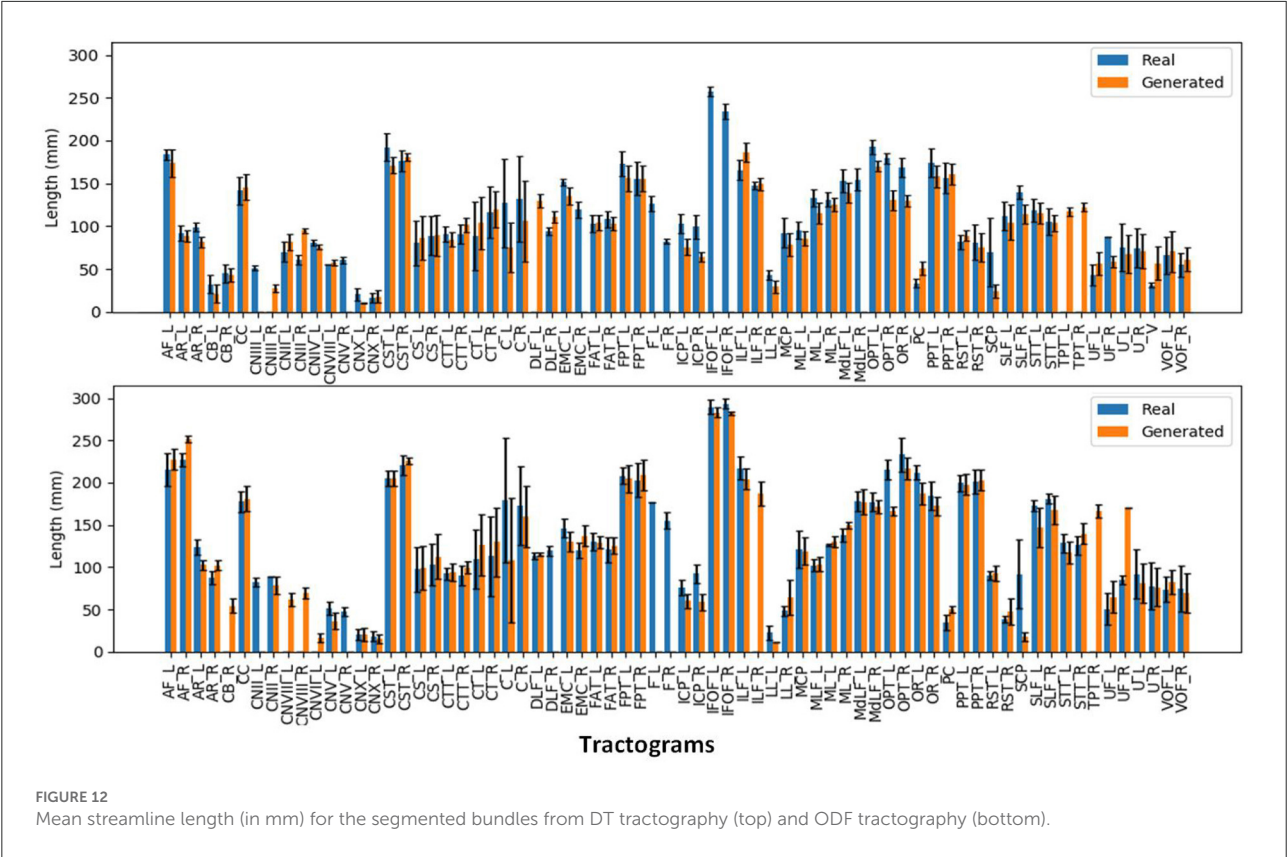 300
250
200
150
100
50
0
Length (mm)
Real
Generated
AF_L AR_L AR_R CB_L CB_R CC CNIII_L CNIII_R CNII_L CNII_R CNIV_L CNVIII_L CNV_R CNX_L CNX_R CST_L CST_R CS_L CS_R CTT_L CTT_R CT_L CT_R C_L C_R DLF_L DLF_R EMC_L EMC_R FAT_L FAT_R FPT_L FPT_R F_L F_R ICP_L ICP_R IFOF_L IFOF_R ILF_L ILF_R LL_R MCP MLF_L ML_L ML_R MdLF_L MdLF_R OPT_L OPT_R OR_R PC PPT_L PPT_R RST_L RST_R SCP SLF_L SLF_R STT_L STT_R TPT_L TPT_R UF_L UF_R U_L U_R V VOF_L VOF_R
300
250
200
150
100
50
0
Length (mm)
Real
Generated
AF_L AF_R AR_L AR_R CB_R CC CNII_L CNII_R CNVIII_L CNVIII_R CNVII_L CNV_L CNV_R CNX_L CNX_R CST_L CST_R CS_L CS_R CTT_L CTT_R CT_L CT_R C_L C_R DLF_L DLF_R EMC_L EMC_R FAT_L FAT_R FPT_L FPT_R F_L F_R ICP_L ICP_R IFOF_L IFOF_R ILF_L ILF_R LL_L LL_R MCP MLF_L ML_L ML_R MdLF_L MdLF_R OPT_L OPT_R OR_L OR_R PC PPT_L PPT_R RST_L RST_R SCP SLF_L SLF_R STT_L STT_R TPT_R UF_L UF_R U_L U_R VOF_L VOF_R
Tractograms
FIGURE 12
Mean streamline length (in mm) for the segmented bundles from DT tractography (top) and ODF tractography (bottom).